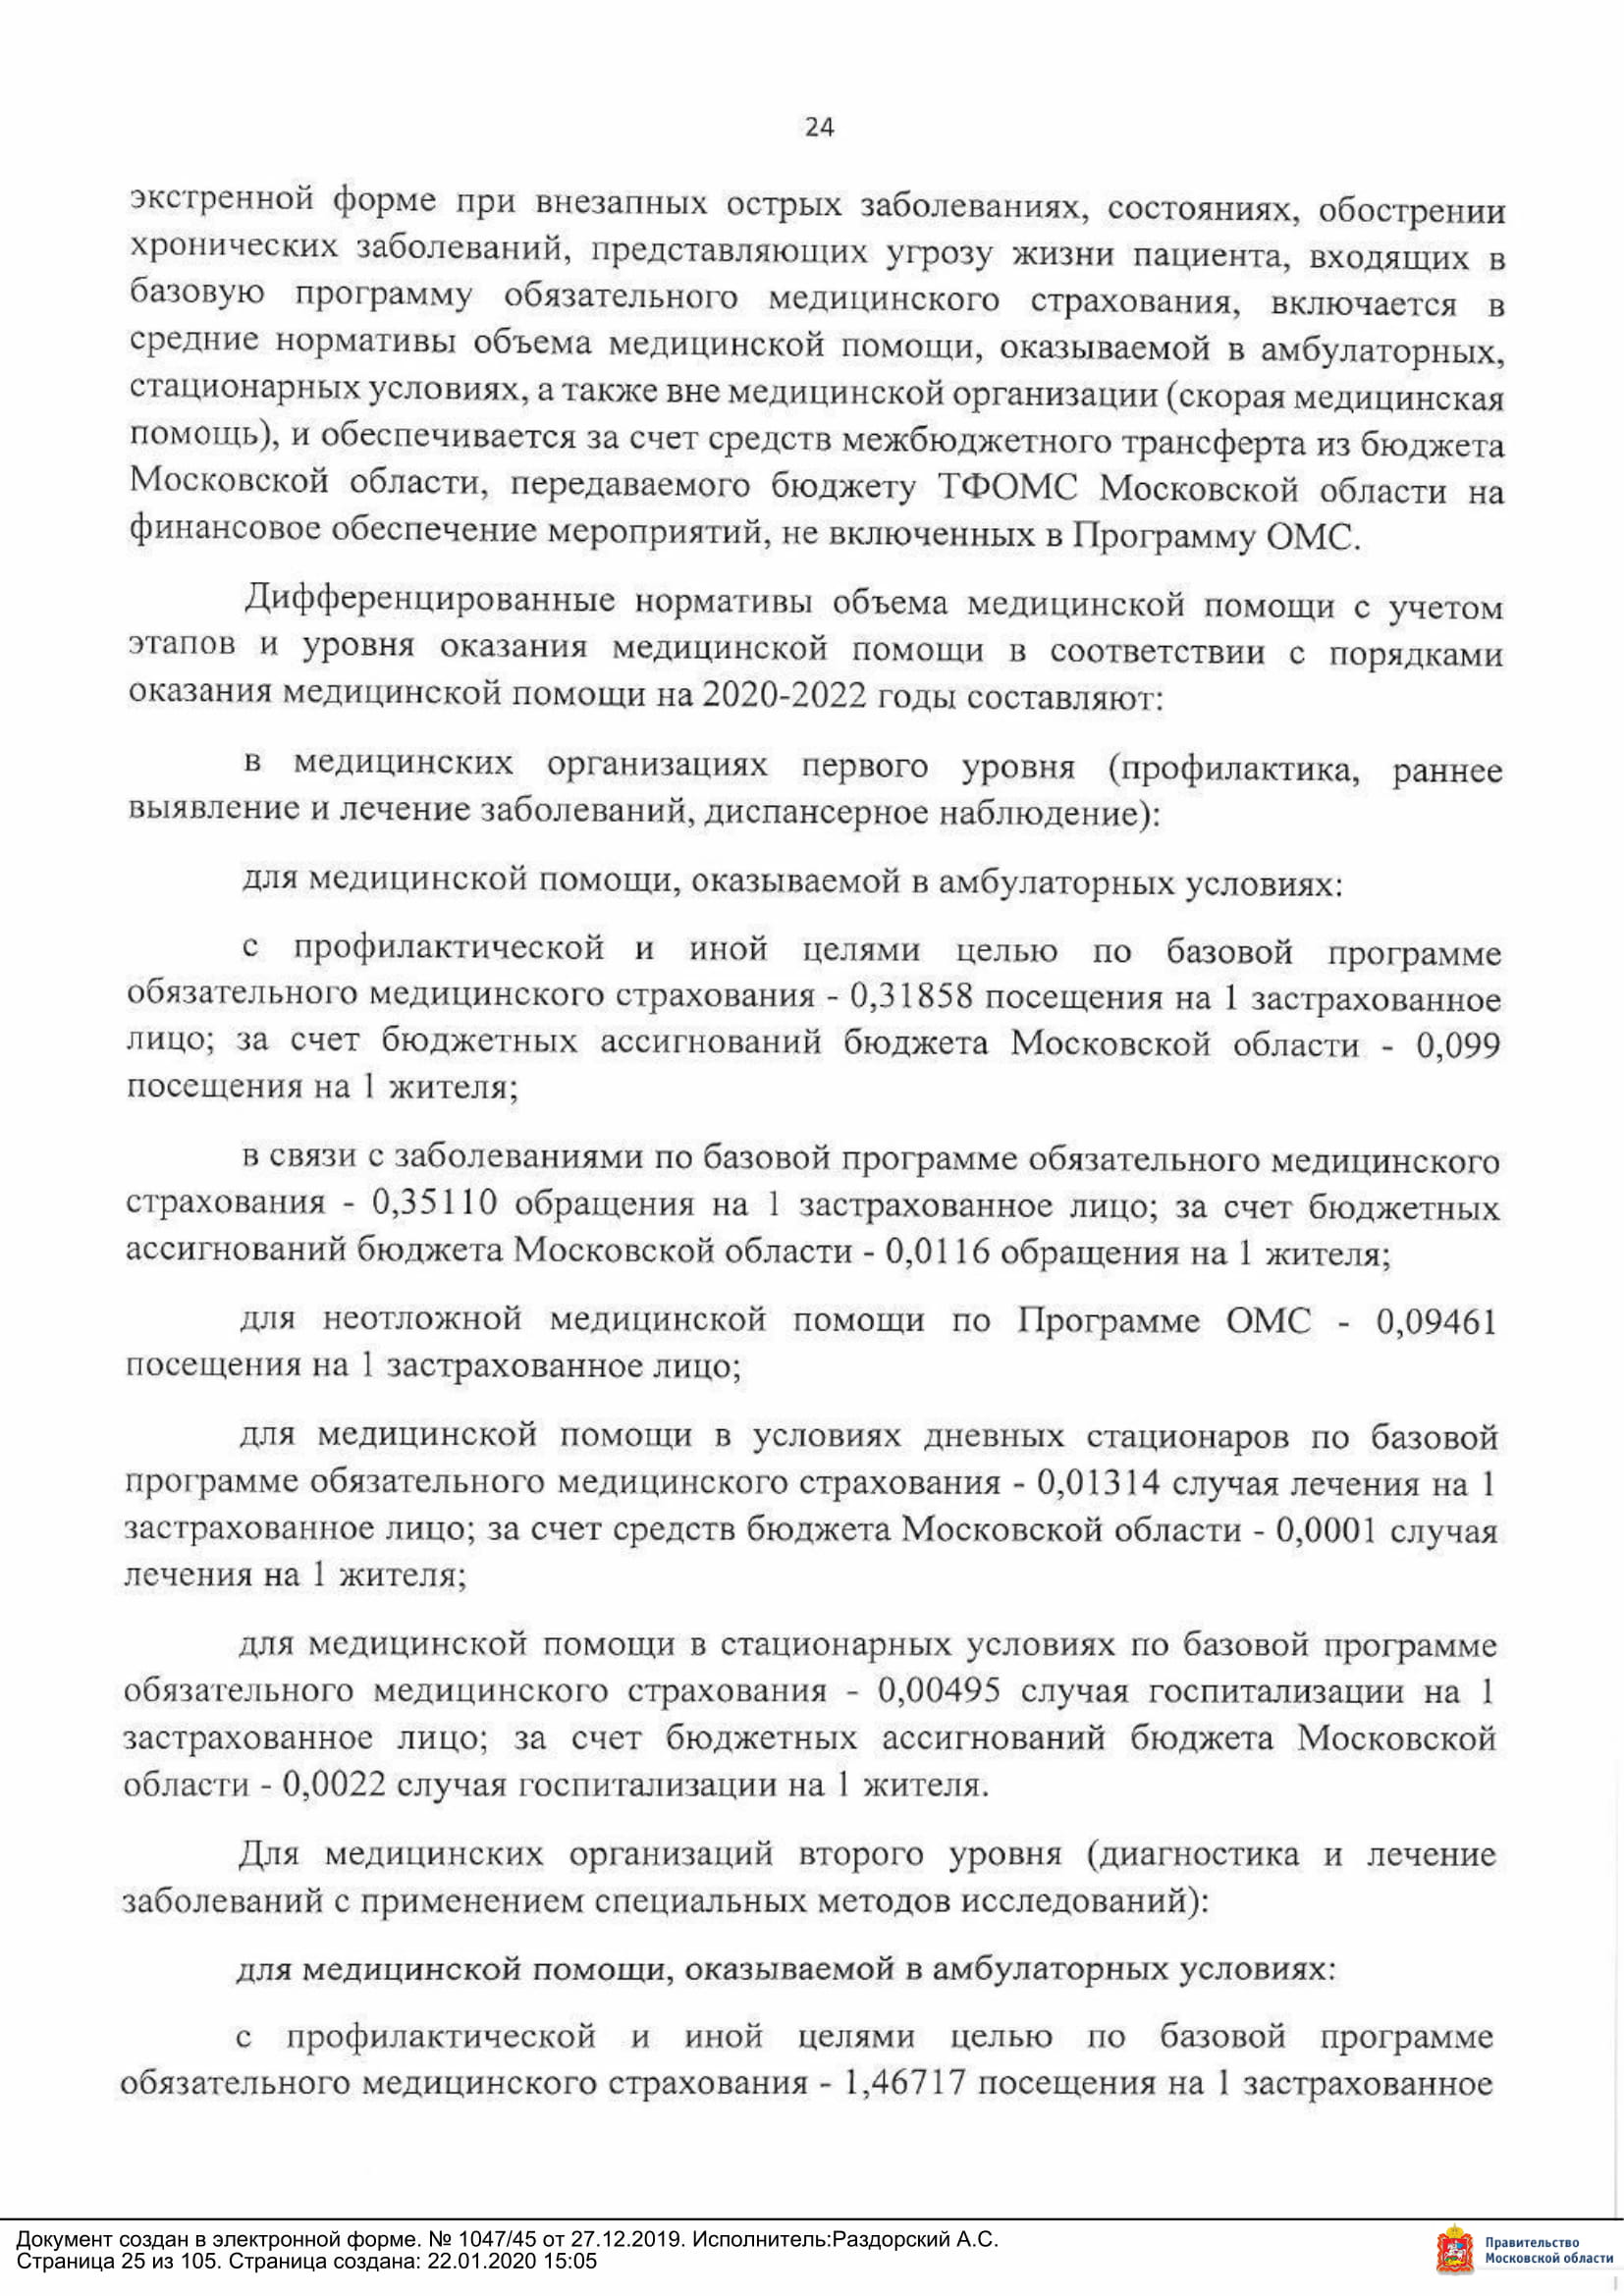 24
экстренной форме при внезапных острых заболеваниях, состояниях, обострении
хронических заболеваний, представляющих угрозу жизни пациента, входящих в
базовую программу обязательного медицинского страхования, включается в
средние нормативы объема медицинской помощи, оказываемой в амбулаторных,
стационарных условиях, а также вне медицинской организации (скорая медицинская
помощь), и обеспечивается за счет средств межбюджетного трансферта из бюджета
Московской области, передаваемого бюджету ТФОМС Московской области на
финансовое обеспечение мероприятий, не включенных в Программу ОМС.
Дифференцированные нормативы объема медицинской помощи с учетом
этапов и уровня оказания медицинской помощи в соответствии с порядками
оказания медицинской помощи на 2020-2022 годы составляют:
в медицинских организациях первого уровня (профилактика, раннее
выявление и лечение заболеваний, диспансерное наблюдение):
для медицинской помощи, оказываемой в амбулаторных условиях:
с профилактической и иной целями целью по базовой программе
обязательного медицинского страхования - 0,31858 посещения на 1 застрахованное
лицо; за счет бюджетных ассигнований бюджета Московской области - 0,099
посещения на 1 жителя;
в связи с заболеваниями по базовой программе обязательного медицинского
страхования - 0,35110 обращения на 1 застрахованное лицо; за счет бюджетных
ассигнований бюджета Московской области - 0,0116 обращения на 1 жителя;
для неотложной медицинской помощи по Программе ОМС - 0,09461
посещения на 1 застрахованное лицо;
для медицинской помощи в условиях дневных стационаров по базовой
программе обязательного медицинского страхования - 0,01314 случая лечения на 1
застрахованное лицо; за счет средств бюджета Московской области - 0,0001 случая
лечения на 1 жителя;
для медицинской помощи в стационарных условиях по базовой программе
обязательного медицинского страхования - 0,00495 случая госпитализации на 1
застрахованное лицо; за счет бюджетных ассигнований бюджета Московской
области - 0,0022 случая госпитализации на 1 жителя.
Для медицинских организаций второго уровня (диагностика и лечение
заболеваний с применением специальных методов исследований):
для медицинской помощи, оказываемой в амбулаторных условиях:
с профилактической и иной целями целью по базовой программе
обязательного медицинского страхования - 1,46717 посещения на 1 застрахованное
Документ создан в электронной форме. № 1047/45 от 27.12.2019. Исполнитель:Раздорский А.С.
Страница 25 из 105. Страница создана: 22.01.2020 15:05
Правительство
Московской области